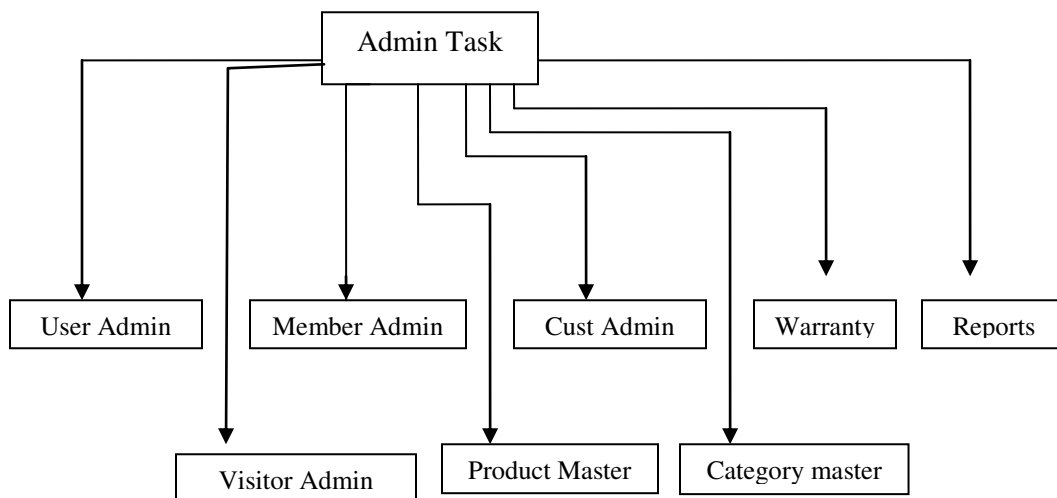 Admin Task
User Admin
Member Admin
Cust Admin
Warranty
Reports
Visitor Admin
Product Master
Category master